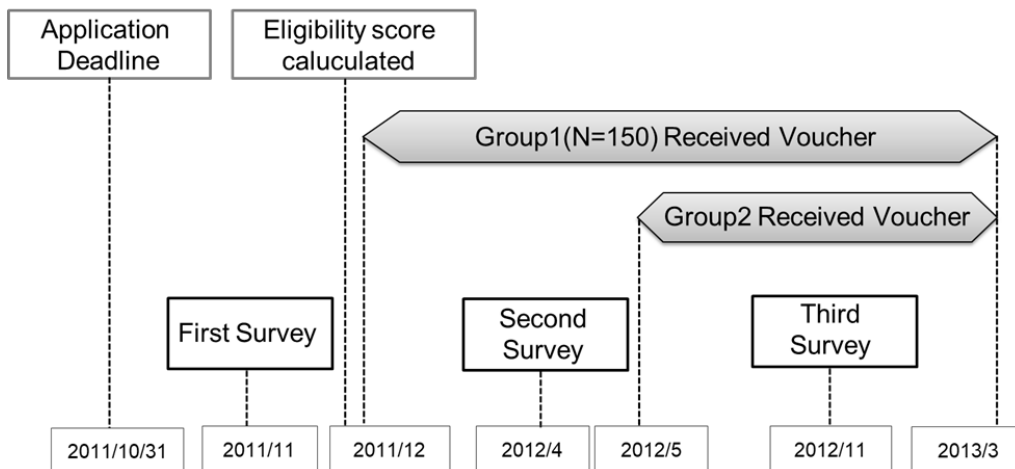 Application
Deadline
Eligibility score
caluculated
Group1(N=150) Received Voucher
Group2 Received Voucher
First Survey
Second
Survey
Third
Survey
2011/10/31
2011/11
2011/12
2012/4
2012/5
2012/11
2013/3